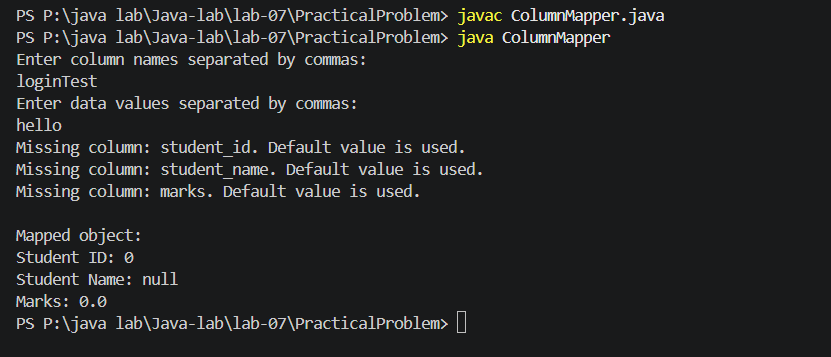 PS P:\java lab\Java-lab\lab-07\PracticalProblem> javac ColumnMapper.java
PS P:\java lab\Java-lab\lab-07\PracticalProblem> java ColumnMapper
Enter column names separated by commas:
loginTest
Enter data values separated by commas:
hello
Missing column: student_id. Default value is used.
Missing column: student_name. Default value is used.
Missing column: marks. Default value is used.
Mapped object:
Student ID: 0
Student Name: null
Marks: 0.0
PS P:\java lab\Java-lab\lab-07\PracticalProblem>